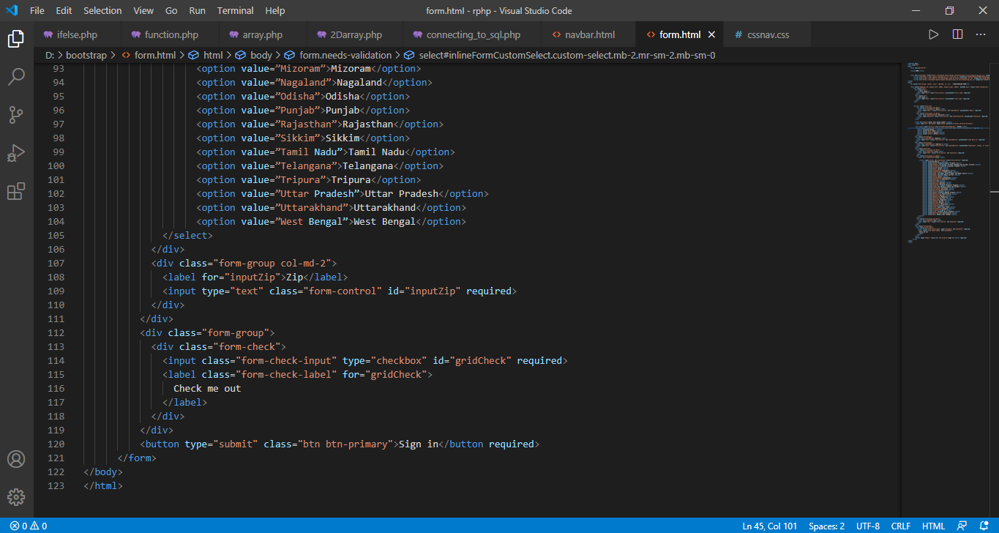 File Edit Selection View Go Run Terminal Help form.html - rphp - Visual Studio Code
ifelse.php function.php array.php 2Darray.php connecting_to_sql.php navbar.html form.html # cssnav.css
D: > bootstrap > form.html > html > body > form.needs-validation > select#inlineFormCustomSelect.custom-select.mb-2.mr-sm-2.mb-sm-0
93 <option value=”Mizoram”>Mizoram</option>
94 <option value=”Nagaland”>Nagaland</option>
95 <option value=”Odisha”>Odisha</option>
96 <option value=”Punjab”>Punjab</option>
97 <option value=”Rajasthan”>Rajasthan</option>
98 <option value=”Sikkim”>Sikkim</option>
99 <option value=”Tamil Nadu”>Tamil Nadu</option>
100 <option value=”Telangana”>Telangana</option>
101 <option value=”Tripura”>Tripura</option>
102 <option value=”Uttar Pradesh”>Uttar Pradesh</option>
103 <option value=”Uttarakhand”>Uttarakhand</option>
104 <option value=”West Bengal”>West Bengal</option>
105 </select>
106 </div>
107 <div class="form-group col-md-2">
108 <label for="inputZip">Zip</label>
109 <input type="text" class="form-control" id="inputZip" required>
110 </div>
111 </div>
112 <div class="form-group">
113 <div class="form-check">
114 <input class="form-check-input" type="checkbox" id="gridCheck" required>
115 <label class="form-check-label" for="gridCheck">
116 Check me out
117 </label>
118 </div>
119 </div>
120 <button type="submit" class="btn btn-primary">Sign in</button required>
121 </form>
122 </body>
123 </html>
0 0 Ln 45, Col 101 Spaces: 2 UTF-8 CRLF HTML